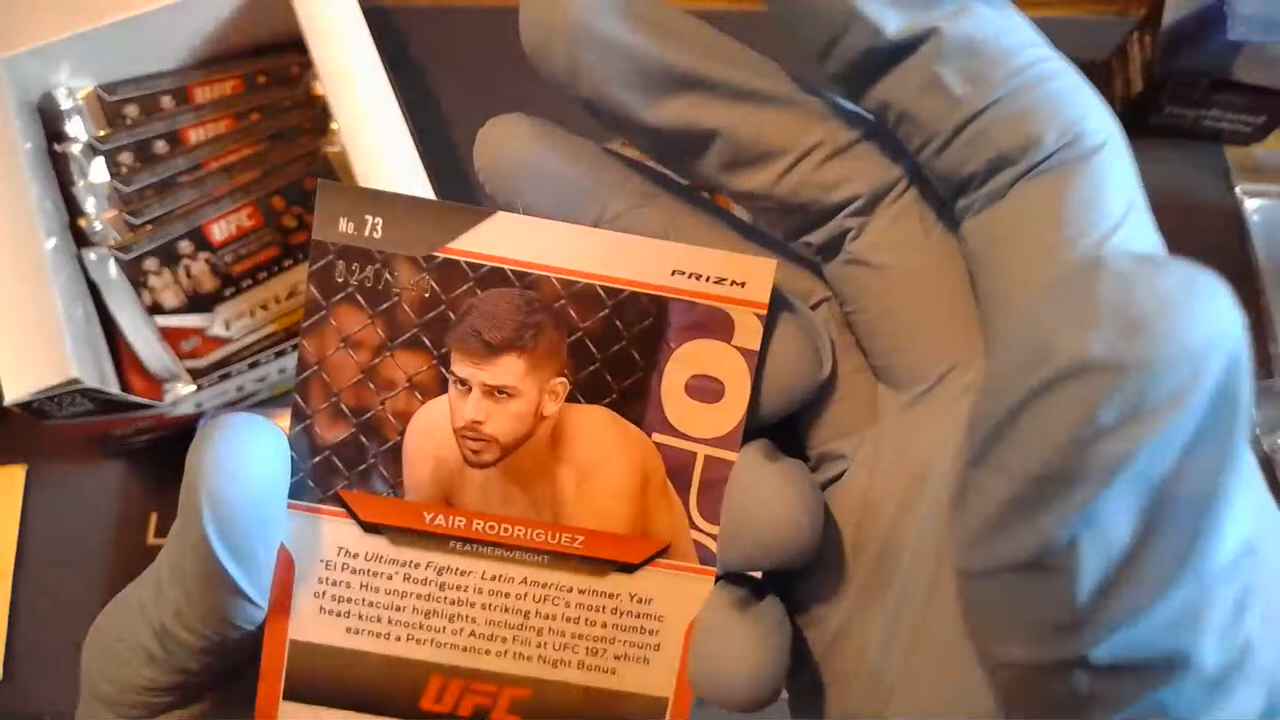 UFC
UFC
UFC
PRIZM
No. 73
PRIZM
YAIR RODRIGUEZ
FEATHERWEIGHT
The Ultimate Fighter: Latin America winner, Yair
"El Pantera" Rodriguez is one of UFC's most dynamic
stars. His unpredictable striking has led to a number
of spectacular highlights, including his second-round
head-kick knockout of Andre Fili at UFC 197, which
earned a Performance of the Night Bonus.
UFC